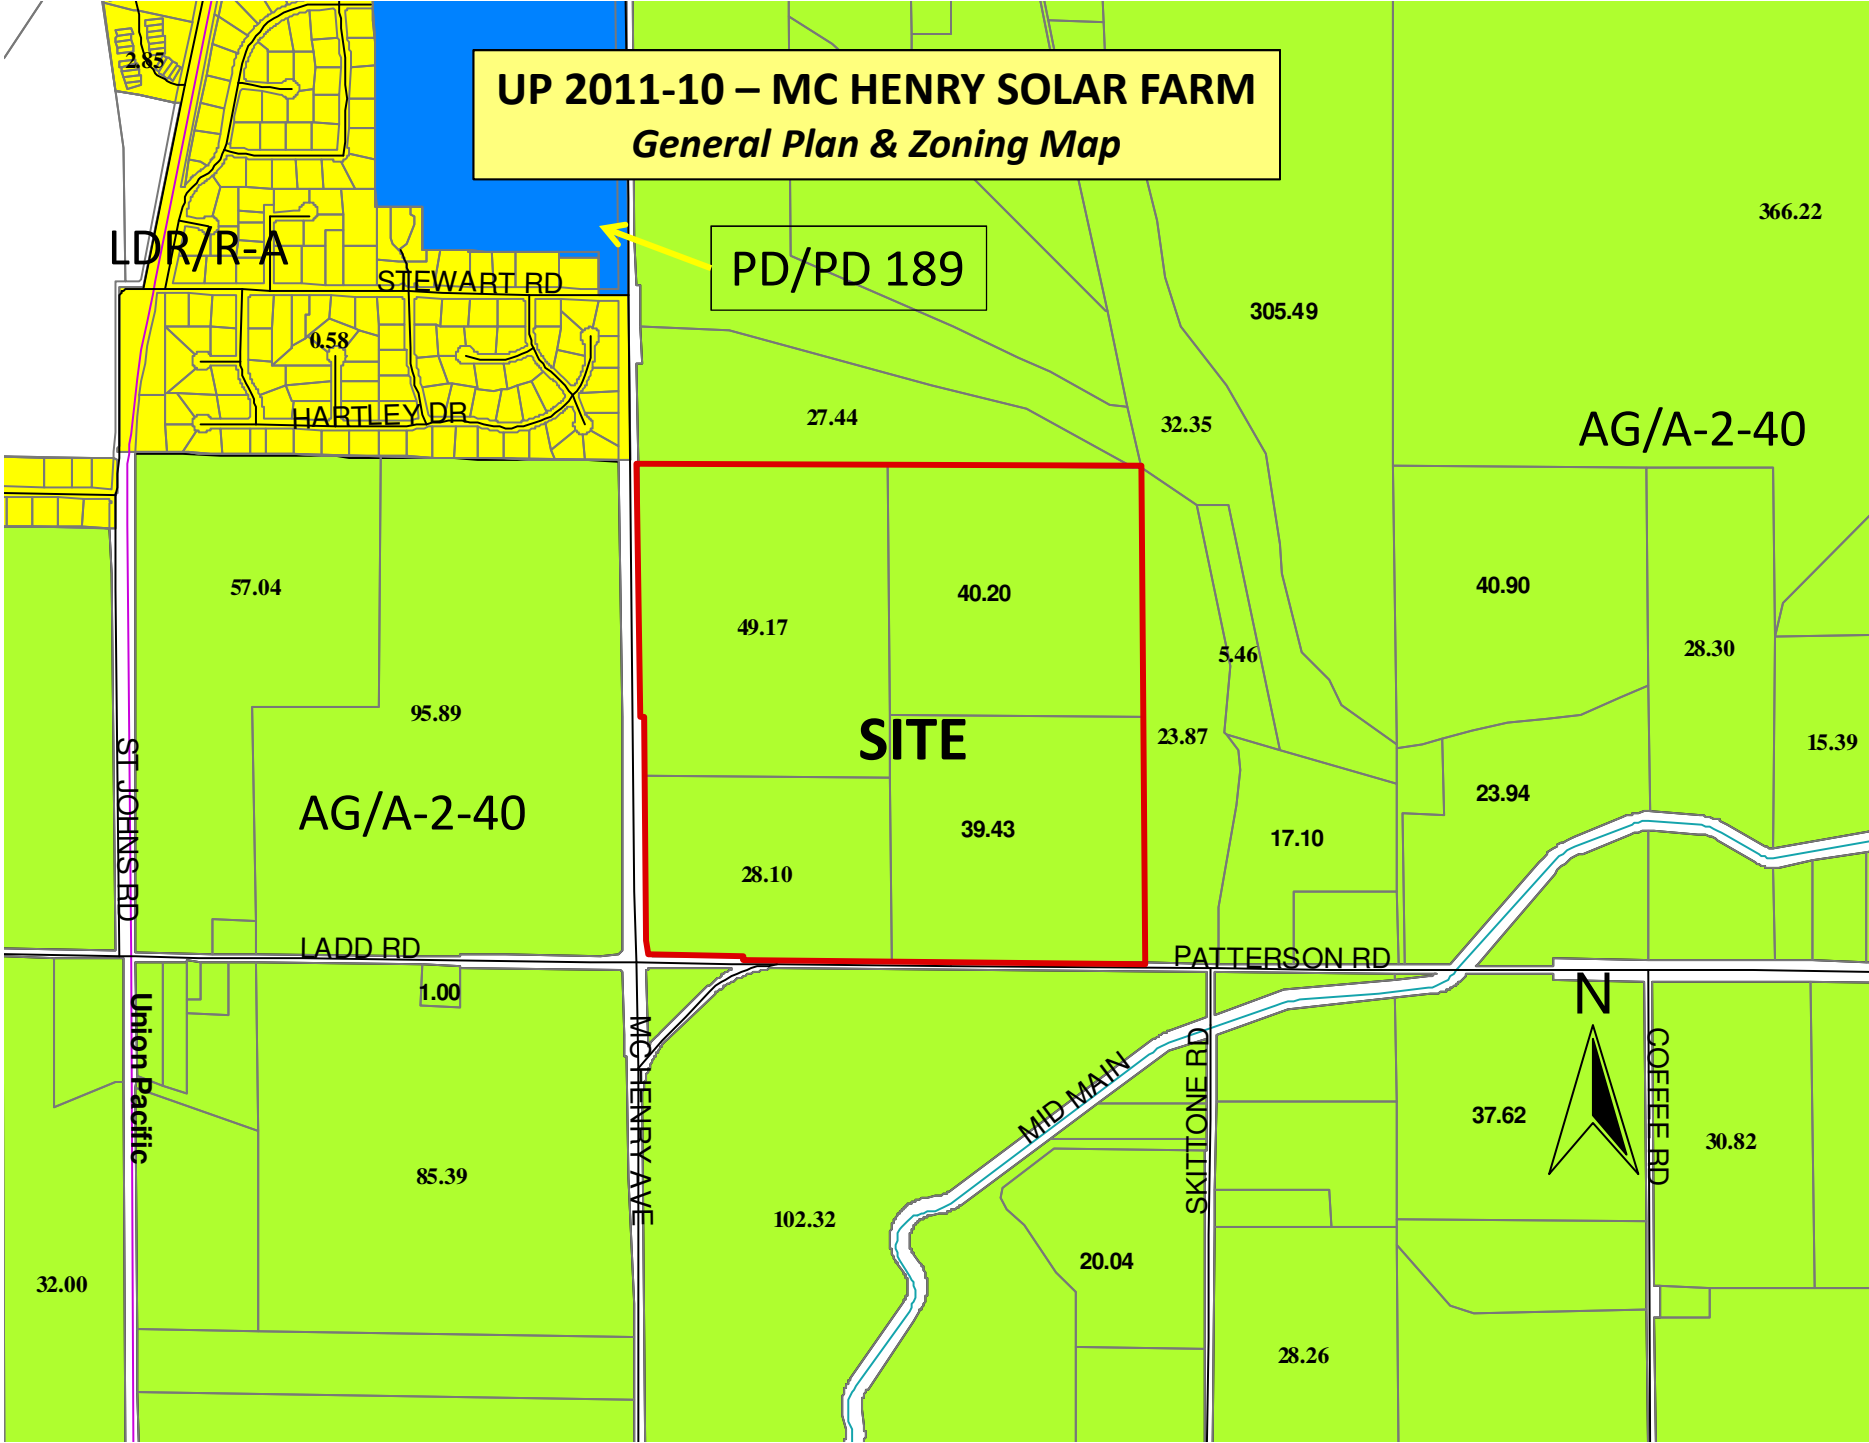 2.85
UP 2011-10 – MC HENRY SOLAR FARM
General Plan & Zoning Map
366.22
LDR/R-A
PD/PD 189
STEWART RD
305.49
0.58
HARTLEY DR
27.44
32.35
AG/A-2-40
57.04
40.20
40.90
49.17
28.30
5.46
95.89
SITE
23.87
15.39
ST JOHNS RD
AG/A-2-40
23.94
39.43
17.10
28.10
LADD RD
PATTERSON RD
1.00
N
Union Pacific
MC HENRY AVE
MID MAIN
SKITTONE RD
COFFEE RD
37.62
30.82
85.39
102.32
20.04
32.00
28.26